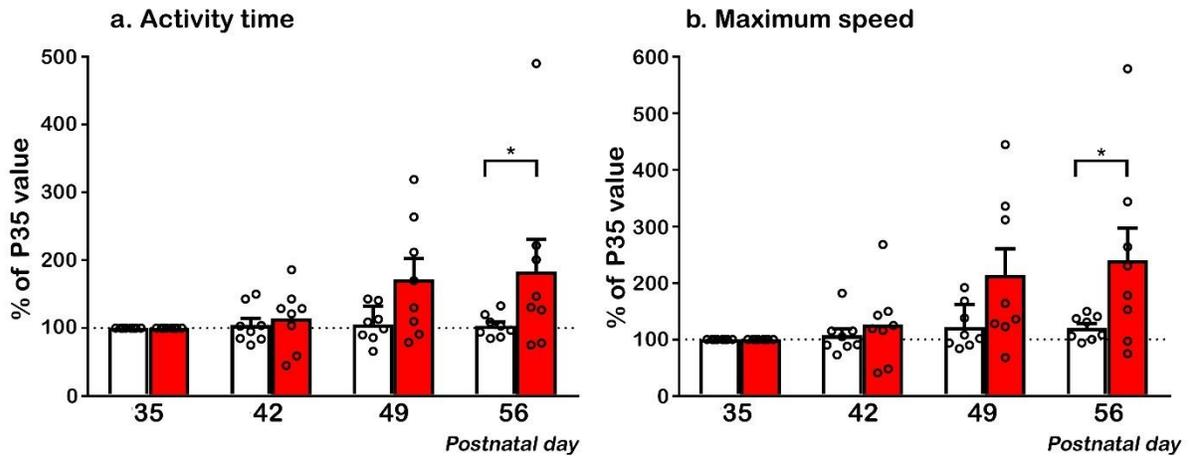 a. Activity time
% of P35 value
500
400
300
200
100
0
*
35 42 49 56
Postnatal day
b. Maximum speed
% of P35 value
600
500
400
300
200
100
0
*
35 42 49 56
Postnatal day